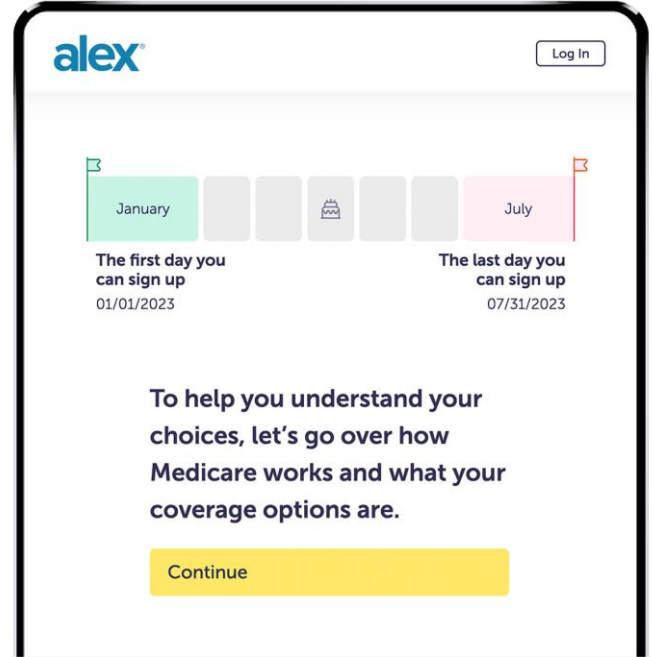 alex®
Log In
January
July
The first day you
can sign up
01/01/2023
The last day you
can sign up
07/31/2023
To help you understand your
choices, let’s go over how
Medicare works and what your
coverage options are.
Continue